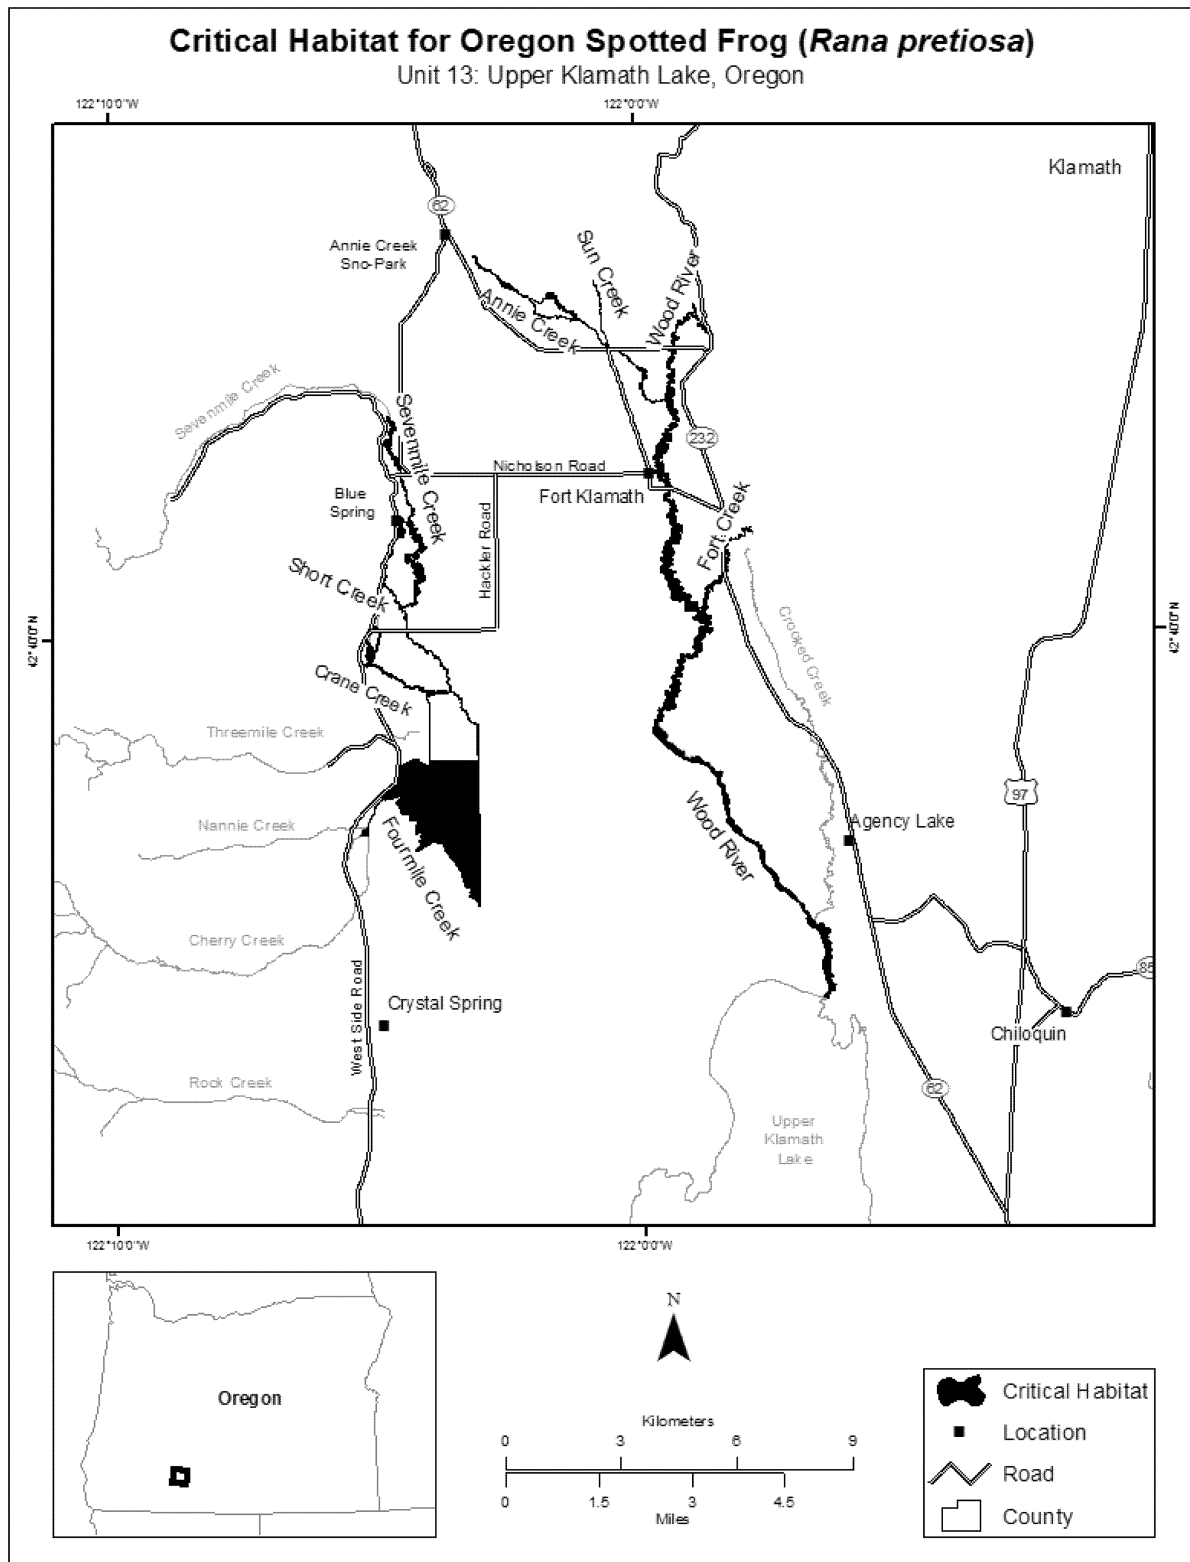 Critical Habitat for Oregon Spotted Frog (Rana pretiosa)
Unit 13: Upper Klamath Lake, Oregon
122°10'0"W
122°0'0"W
Klamath
62
Annie Creek
Sno-Park
Sun Creek
Wood River
Annie Creek
Sevenmile Creek
Sevenmile Creek
232
Nicholson Road
Blue
Spring
Fort Klamath
Hackler Road
Fort Creek
Short Creek
42°40'0"N
42°40'0"N
Crooked Creek
Crane Creek
Threemile Creek
97
Wood River
Nannie Creek
Agency Lake
Fourmile Creek
Cherry Creek
West Side Road
Crystal Spring
Chiloquin
Rock Creek
62
Upper
Klamath
Lake
122°10'0"W
122°0'0"W
Oregon
N
Kilometers
0 3 6 9
0 1.5 3 4.5
Miles
Critical Habitat
Location
Road
County